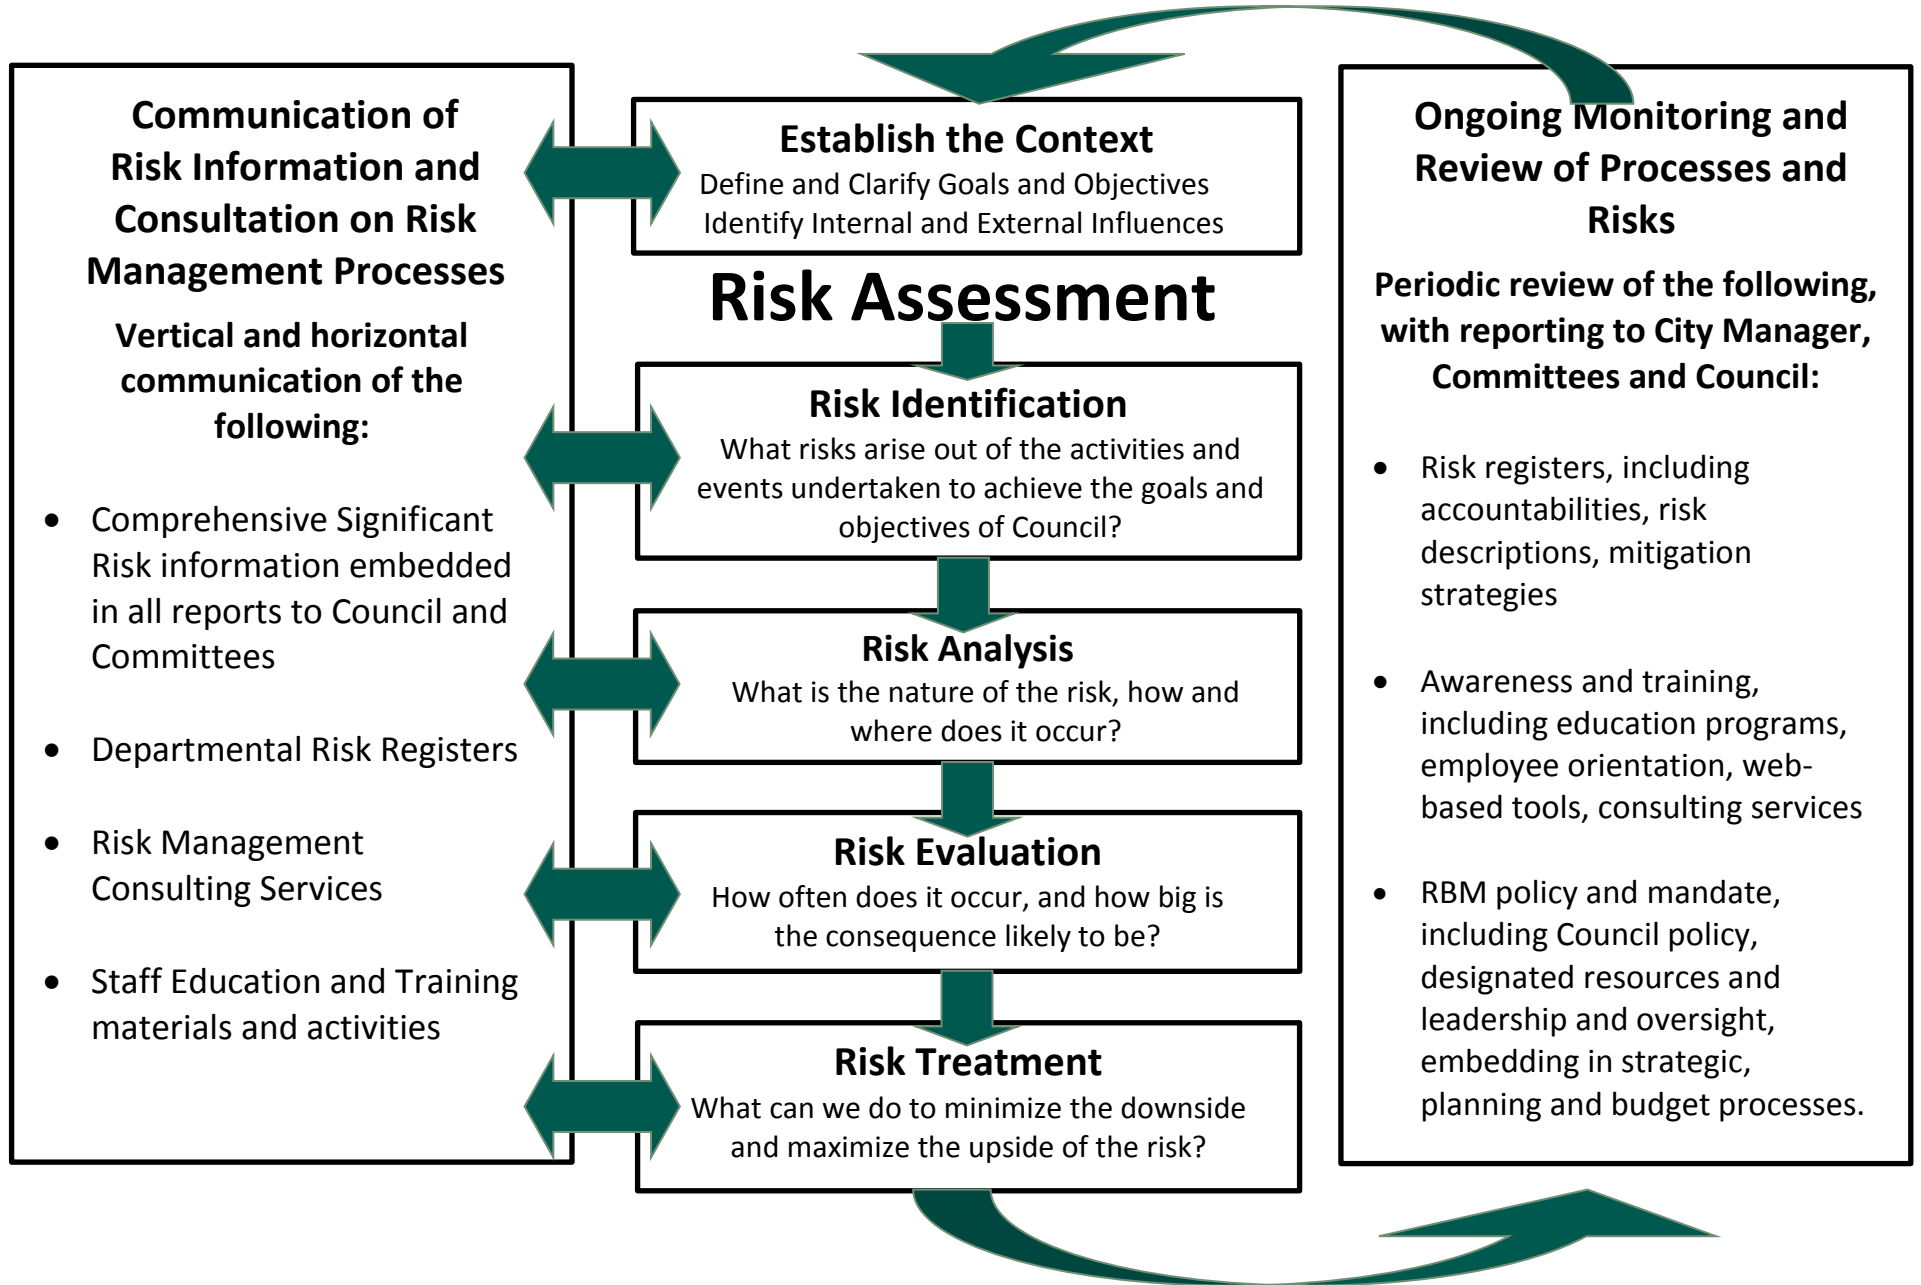 Communication of
Risk Information and
Consultation on Risk
Management Processes
Vertical and horizontal
communication of the
following:
• Comprehensive Significant
Risk information embedded
in all reports to Council and
Committees
• Departmental Risk Registers
• Risk Management
Consulting Services
• Staff Education and Training
materials and activities
Establish the Context
Define and Clarify Goals and Objectives
Identify Internal and External Influences
Risk Assessment
Risk Identification
What risks arise out of the activities and
events undertaken to achieve the goals and
objectives of Council?
Risk Analysis
What is the nature of the risk, how and
where does it occur?
Risk Evaluation
How often does it occur, and how big is
the consequence likely to be?
Risk Treatment
What can we do to minimize the downside
and maximize the upside of the risk?
Ongoing Monitoring and
Review of Processes and
Risks
Periodic review of the following,
with reporting to City Manager,
Committees and Council:
• Risk registers, including
accountabilities, risk
descriptions, mitigation
strategies
• Awareness and training,
including education programs,
employee orientation, web-
based tools, consulting services
• RBM policy and mandate,
including Council policy,
designated resources and
leadership and oversight,
embedding in strategic,
planning and budget processes.